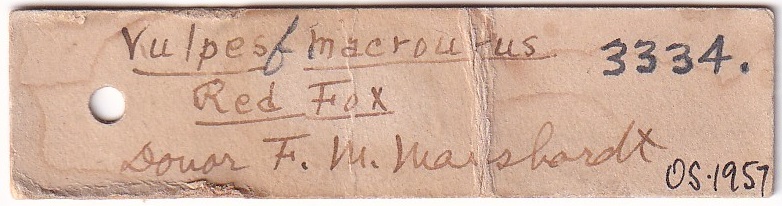 Vulpes f macrourus 3334.
Red Fox
Donor F. M. Marshardt
OS.1957